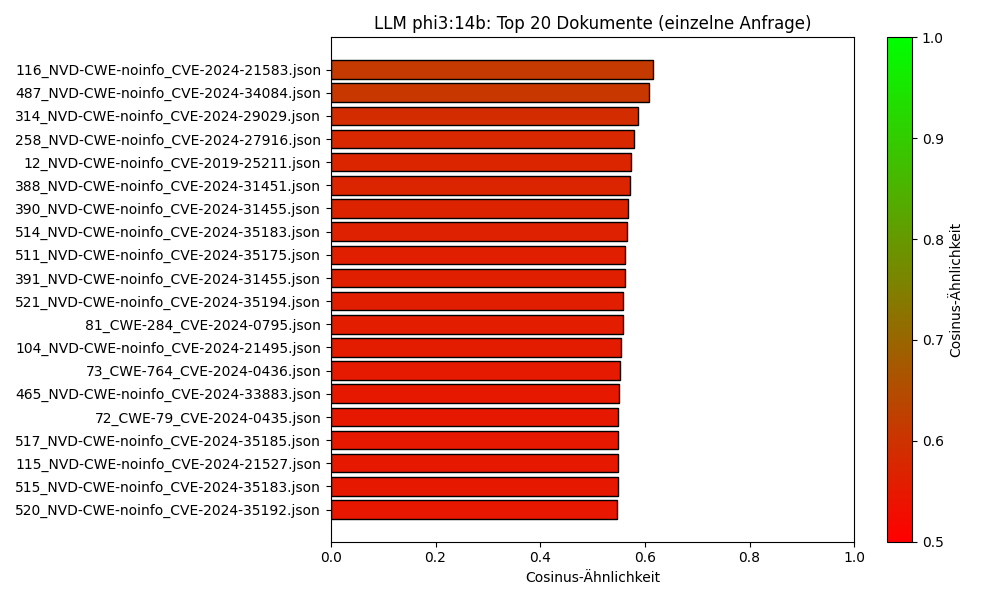 LLM phi3:14b: Top 20 Dokumente (einzelne Anfrage)
116_NVD-CWE-noinfo_CVE-2024-21583.json
487_NVD-CWE-noinfo_CVE-2024-34084.json
314_NVD-CWE-noinfo_CVE-2024-29029.json
258_NVD-CWE-noinfo_CVE-2024-27916.json
12_NVD-CWE-noinfo_CVE-2019-25211.json
388_NVD-CWE-noinfo_CVE-2024-31451.json
390_NVD-CWE-noinfo_CVE-2024-31455.json
514_NVD-CWE-noinfo_CVE-2024-35183.json
511_NVD-CWE-noinfo_CVE-2024-35175.json
391_NVD-CWE-noinfo_CVE-2024-31455.json
521_NVD-CWE-noinfo_CVE-2024-35194.json
81_CWE-284_CVE-2024-0795.json
104_NVD-CWE-noinfo_CVE-2024-21495.json
73_CWE-764_CVE-2024-0436.json
465_NVD-CWE-noinfo_CVE-2024-33883.json
72_CWE-79_CVE-2024-0435.json
517_NVD-CWE-noinfo_CVE-2024-35185.json
115_NVD-CWE-noinfo_CVE-2024-21527.json
515_NVD-CWE-noinfo_CVE-2024-35183.json
520_NVD-CWE-noinfo_CVE-2024-35192.json
0.0 0.2 0.4 0.6 0.8 1.0
Cosinus-Ähnlichkeit
1.0
0.9
0.8
0.7
0.6
0.5
Cosinus-Ähnlichkeit